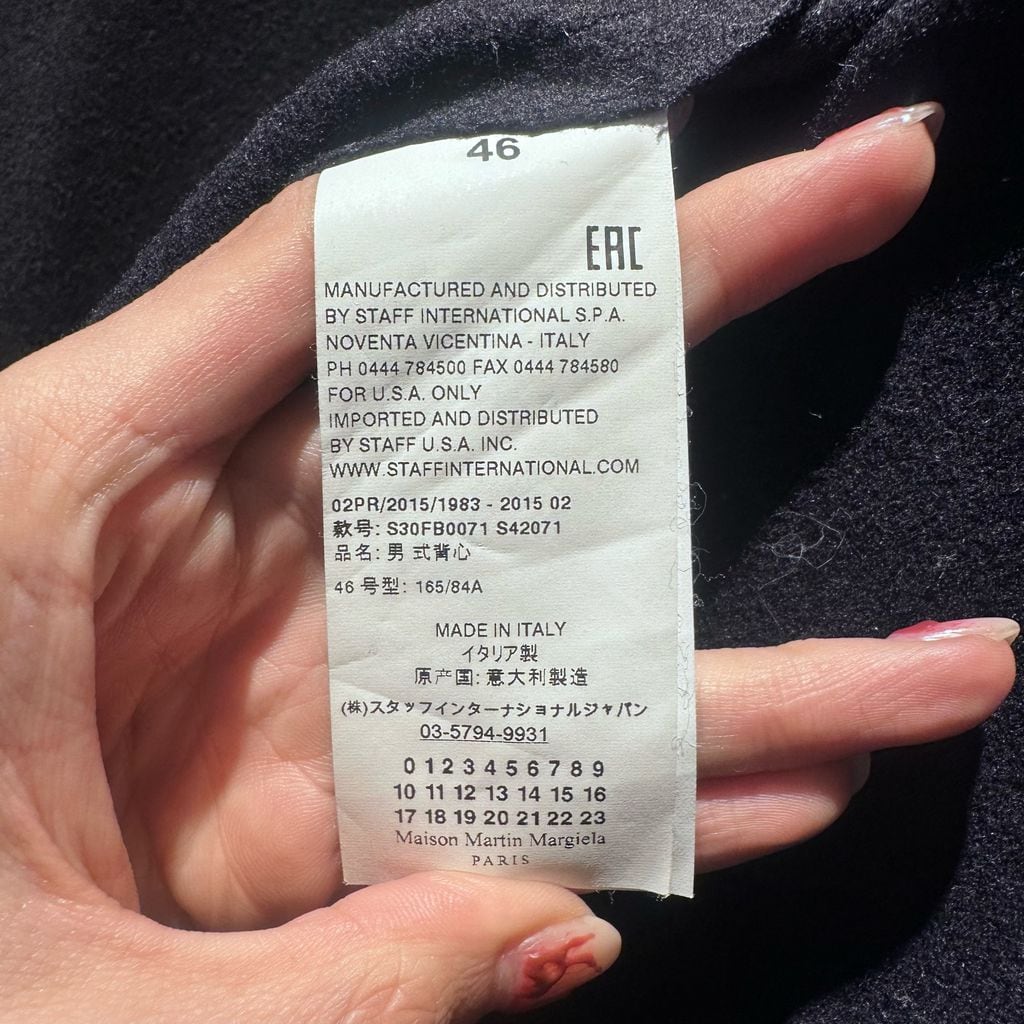 46
EAC
MANUFACTURED AND DISTRIBUTED
BY STAFF INTERNATIONAL S.P.A.
NOVENTA VICENTINA - ITALY
PH 0444 784500 FAX 0444 784580
FOR U.S.A. ONLY
IMPORTED AND DISTRIBUTED
BY STAFF U.S.A. INC.
WWW.STAFFINTERNATIONAL.COM
02PR/2015/1983 - 2015 02
款号: S30FB0071 S42071
品名: 男式背心
46 号型: 165/84A
MADE IN ITALY
イタリア製
原产国: 意大利製造
(株)スタッフインターナショナルジャパン
03-5794-9931
0 1 2 3 4 5 6 7 8 9
10 11 12 13 14 15 16
17 18 19 20 21 22 23
Maison Martin Margiela
PARIS